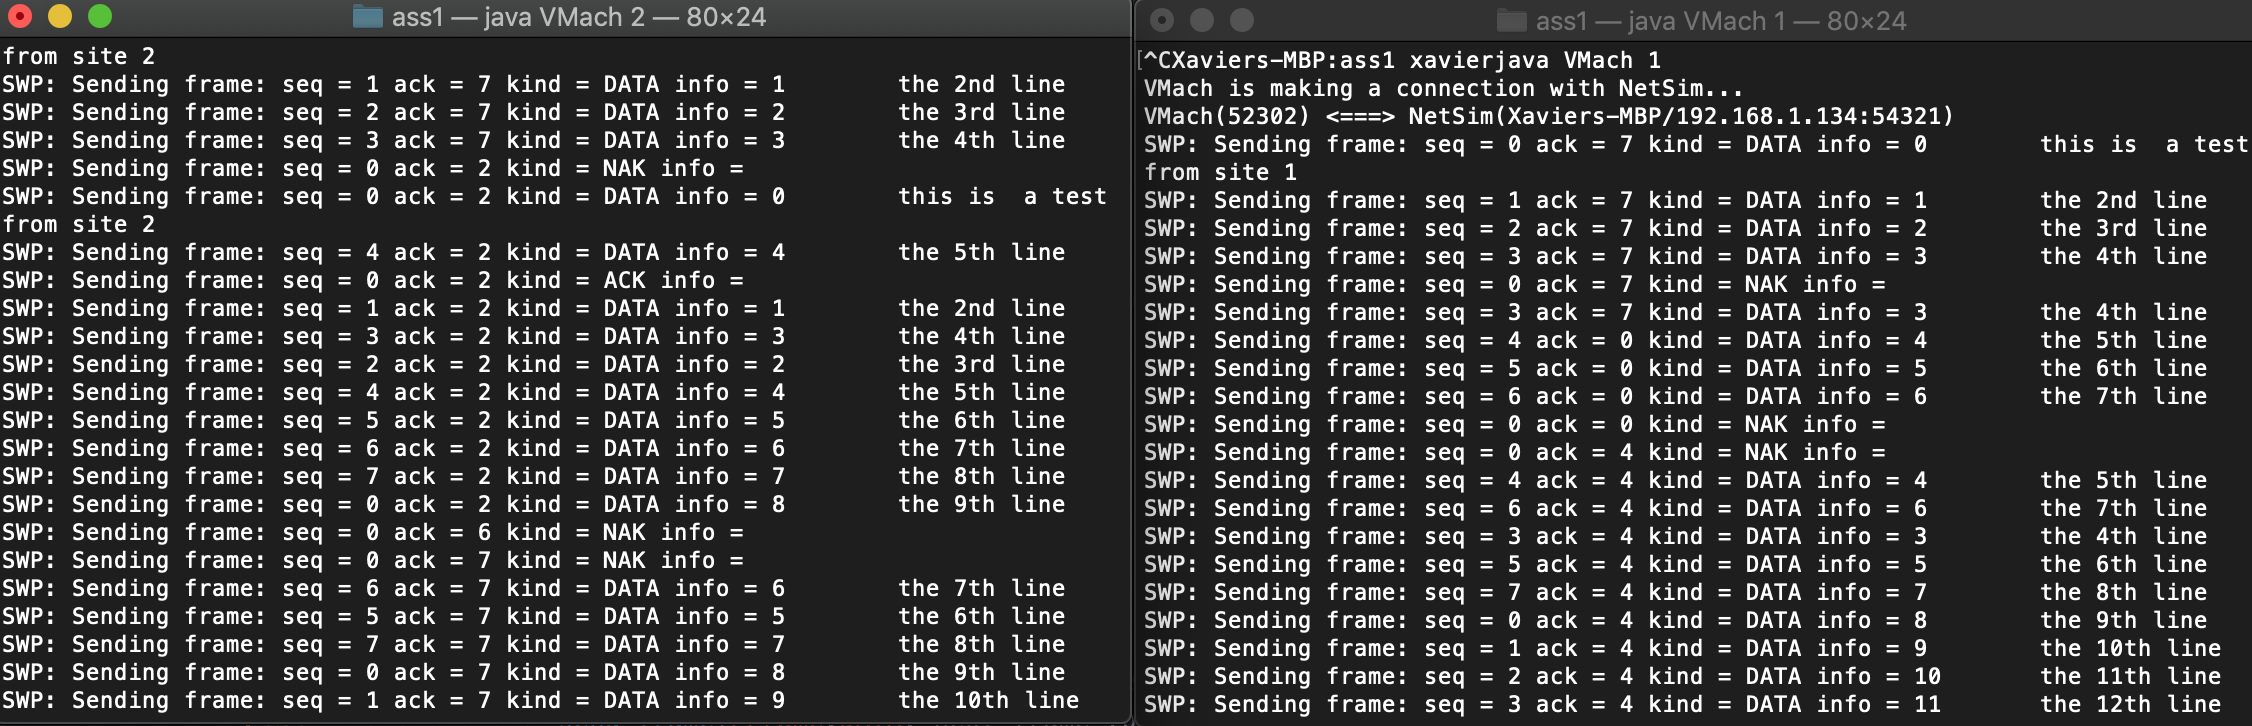 ass1 — java VMach 2 — 80×24
from site 2
SWP: Sending frame: seq = 1 ack = 7 kind = DATA info = 1 the 2nd line
SWP: Sending frame: seq = 2 ack = 7 kind = DATA info = 2 the 3rd line
SWP: Sending frame: seq = 3 ack = 7 kind = DATA info = 3 the 4th line
SWP: Sending frame: seq = 0 ack = 2 kind = NAK info =
SWP: Sending frame: seq = 0 ack = 2 kind = DATA info = 0 this is  a test
from site 2
SWP: Sending frame: seq = 4 ack = 2 kind = DATA info = 4 the 5th line
SWP: Sending frame: seq = 0 ack = 2 kind = ACK info =
SWP: Sending frame: seq = 1 ack = 2 kind = DATA info = 1 the 2nd line
SWP: Sending frame: seq = 3 ack = 2 kind = DATA info = 3 the 4th line
SWP: Sending frame: seq = 2 ack = 2 kind = DATA info = 2 the 3rd line
SWP: Sending frame: seq = 4 ack = 2 kind = DATA info = 4 the 5th line
SWP: Sending frame: seq = 5 ack = 2 kind = DATA info = 5 the 6th line
SWP: Sending frame: seq = 6 ack = 2 kind = DATA info = 6 the 7th line
SWP: Sending frame: seq = 7 ack = 2 kind = DATA info = 7 the 8th line
SWP: Sending frame: seq = 0 ack = 2 kind = DATA info = 8 the 9th line
SWP: Sending frame: seq = 0 ack = 6 kind = NAK info =
SWP: Sending frame: seq = 0 ack = 7 kind = NAK info =
SWP: Sending frame: seq = 6 ack = 7 kind = DATA info = 6 the 7th line
SWP: Sending frame: seq = 5 ack = 7 kind = DATA info = 5 the 6th line
SWP: Sending frame: seq = 7 ack = 7 kind = DATA info = 7 the 8th line
SWP: Sending frame: seq = 0 ack = 7 kind = DATA info = 8 the 9th line
SWP: Sending frame: seq = 1 ack = 7 kind = DATA info = 9 the 10th line
ass1 — java VMach 1 — 80×24
[^CXaviers-MBP:ass1 xavierjava VMach 1
VMach is making a connection with NetSim...
VMach(52302) <===> NetSim(Xaviers-MBP/192.168.1.134:54321)
SWP: Sending frame: seq = 0 ack = 7 kind = DATA info = 0 this is  a test
from site 1
SWP: Sending frame: seq = 1 ack = 7 kind = DATA info = 1 the 2nd line
SWP: Sending frame: seq = 2 ack = 7 kind = DATA info = 2 the 3rd line
SWP: Sending frame: seq = 3 ack = 7 kind = DATA info = 3 the 4th line
SWP: Sending frame: seq = 0 ack = 7 kind = NAK info =
SWP: Sending frame: seq = 3 ack = 7 kind = DATA info = 3 the 4th line
SWP: Sending frame: seq = 4 ack = 0 kind = DATA info = 4 the 5th line
SWP: Sending frame: seq = 5 ack = 0 kind = DATA info = 5 the 6th line
SWP: Sending frame: seq = 6 ack = 0 kind = DATA info = 6 the 7th line
SWP: Sending frame: seq = 0 ack = 0 kind = NAK info =
SWP: Sending frame: seq = 0 ack = 4 kind = NAK info =
SWP: Sending frame: seq = 4 ack = 4 kind = DATA info = 4 the 5th line
SWP: Sending frame: seq = 6 ack = 4 kind = DATA info = 6 the 7th line
SWP: Sending frame: seq = 3 ack = 4 kind = DATA info = 3 the 4th line
SWP: Sending frame: seq = 5 ack = 4 kind = DATA info = 5 the 6th line
SWP: Sending frame: seq = 7 ack = 4 kind = DATA info = 7 the 8th line
SWP: Sending frame: seq = 0 ack = 4 kind = DATA info = 8 the 9th line
SWP: Sending frame: seq = 1 ack = 4 kind = DATA info = 9 the 10th line
SWP: Sending frame: seq = 2 ack = 4 kind = DATA info = 10 the 11th line
SWP: Sending frame: seq = 3 ack = 4 kind = DATA info = 11 the 12th line